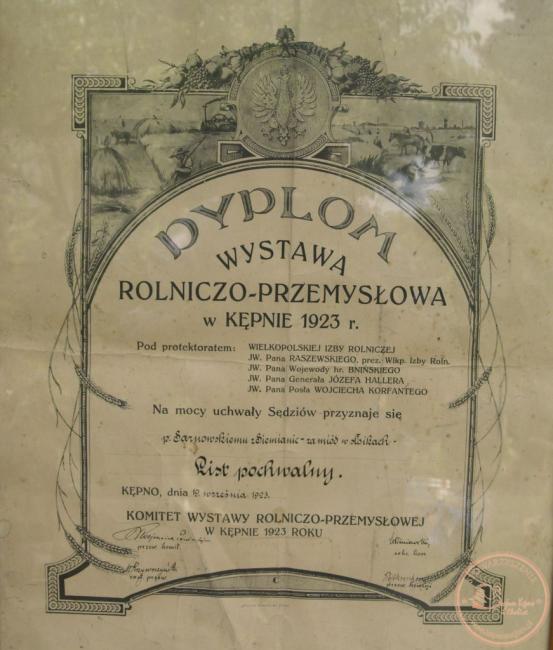 DYPLOM
WYSTAWA
ROLNICZO-PRZEMYSŁOWA
w KĘPNIE 1923 r.
Pod protektoratem: WIELKOPOLSKIEJ IZBY ROLNICZEJ
JW. Pana RASZEWSKIEGO, prez. Wlkp. Izby Roln.
JW. Pana Wojewody hr. BNIŃSKIEGO
JW. Pana Generała JÓZEFA HALLERA
JW. Pana Posła WOJCIECHA KORFANTEGO
Na mocy uchwały Sędziów przyznaje się
p. Sarnowskiemu z Siemianic - za miód w
List pochwalny.
KĘPNO, dnia września 1923.
KOMITET WYSTAWY ROLNICZO-PRZEMYSŁOWEJ
W KĘPNIE 1923 ROKU